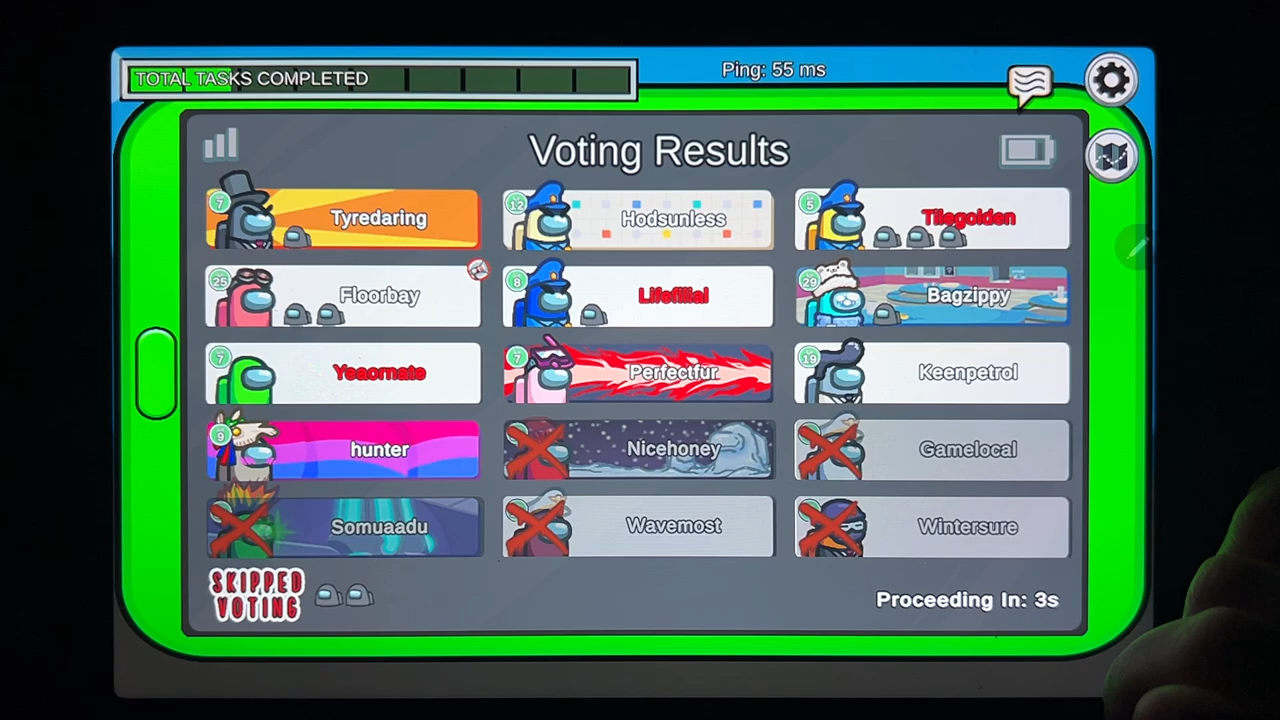 TOTAL TASKS COMPLETED
Ping: 55 ms
Voting Results
7 Tyredaring
12 Hodsunless
5 Tilegolden
25 Floorbay
8 Lifefilial
29 Bagzippy
7 Yeaornate
7 Perfectfur
19 Keenpetrol
9 hunter
Nicehoney
Gamelocal
Somuaadu
Wavemost
Wintersure
SKIPPED
VOTING
Proceeding In: 3s